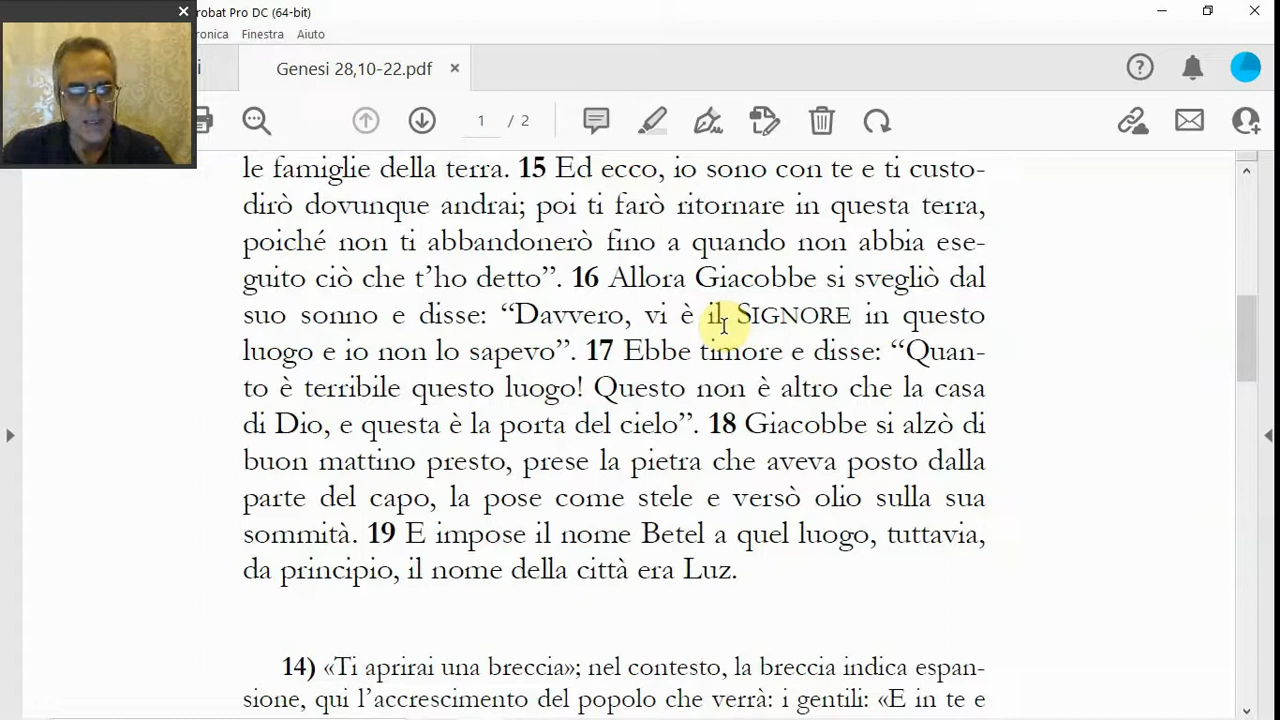 robat Pro DC (64-bit)
ronica Finestra Aiuto
i Genesi 28,10-22.pdf
1 / 2
le famiglie della terra. 15 Ed ecco, io sono con te e ti custo-
dirò dovunque andrai; poi ti farò ritornare in questa terra,
poiché non ti abbandonerò fino a quando non abbia ese-
guito ciò che t’ho detto”. 16 Allora Giacobbe si svegliò dal
suo sonno e disse: “Davvero, vi è il SIGNORE in questo
luogo e io non lo sapevo”. 17 Ebbe timore e disse: “Quan-
to è terribile questo luogo! Questo non è altro che la casa
di Dio, e questa è la porta del cielo”. 18 Giacobbe si alzò di
buon mattino presto, prese la pietra che aveva posto dalla
parte del capo, la pose come stele e versò olio sulla sua
sommità. 19 E impose il nome Betel a quel luogo, tuttavia,
da principio, il nome della città era Luz.
14) «Ti aprirai una breccia»; nel contesto, la breccia indica espan-
sione, qui l’accrescimento del popolo che verrà: i gentili: «E in te e